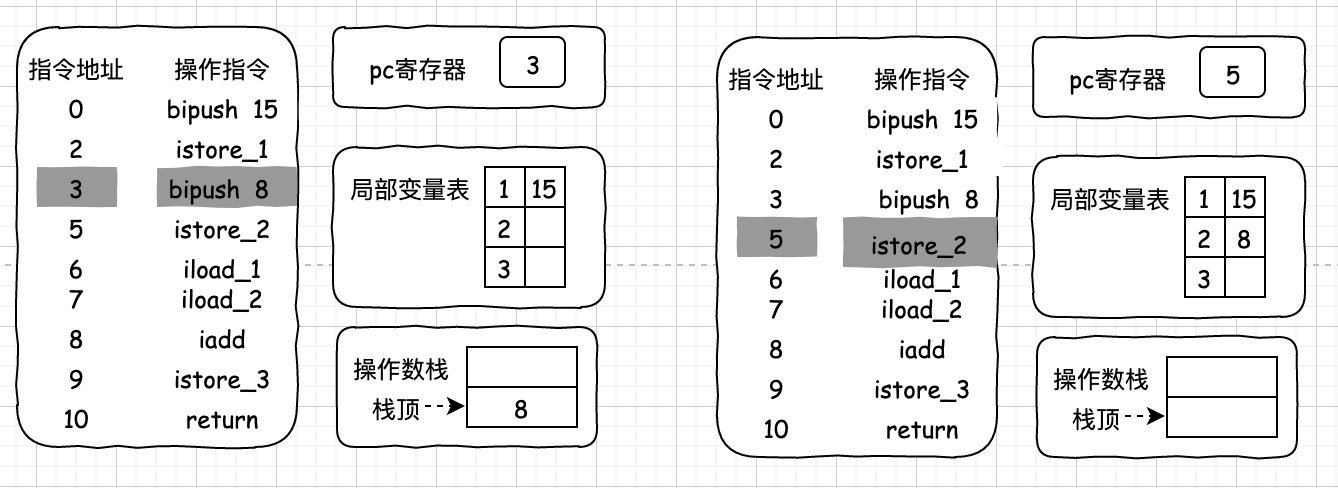 指令地址 操作指令
0 bipush 15
2 istore_1
3 bipush 8
5 istore_2
6 iload_1
7 iload_2
8 iadd
9 istore_3
10 return
pc寄存器 3
局部变量表 1 15
2
3
操作数栈
栈顶 8
指令地址 操作指令
0 bipush 15
2 istore_1
3 bipush 8
5 istore_2
6 iload_1
7 iload_2
8 iadd
9 istore_3
10 return
pc寄存器 5
局部变量表 1 15
2 8
3
操作数栈
栈顶